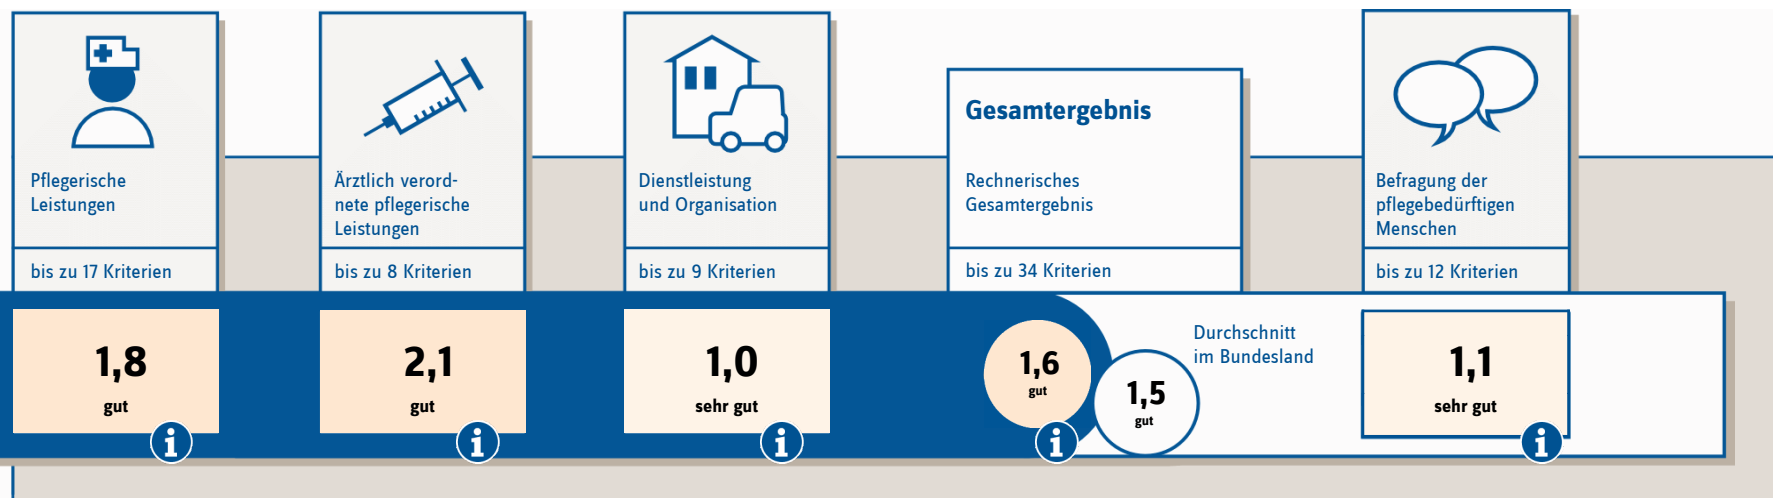 Pflegerische
Leistungen
bis zu 17 Kriterien
1,8
gut
Ärztlich verord-
nete pflegerische
Leistungen
bis zu 8 Kriterien
2,1
gut
Dienstleistung
und Organisation
bis zu 9 Kriterien
1,0
sehr gut
Gesamtergebnis
Rechnerisches
Gesamtergebnis
bis zu 34 Kriterien
1,6
gut
1,5
gut
Durchschnitt
im Bundesland
Befragung der
pflegebedürftigen
Menschen
bis zu 12 Kriterien
1,1
sehr gut